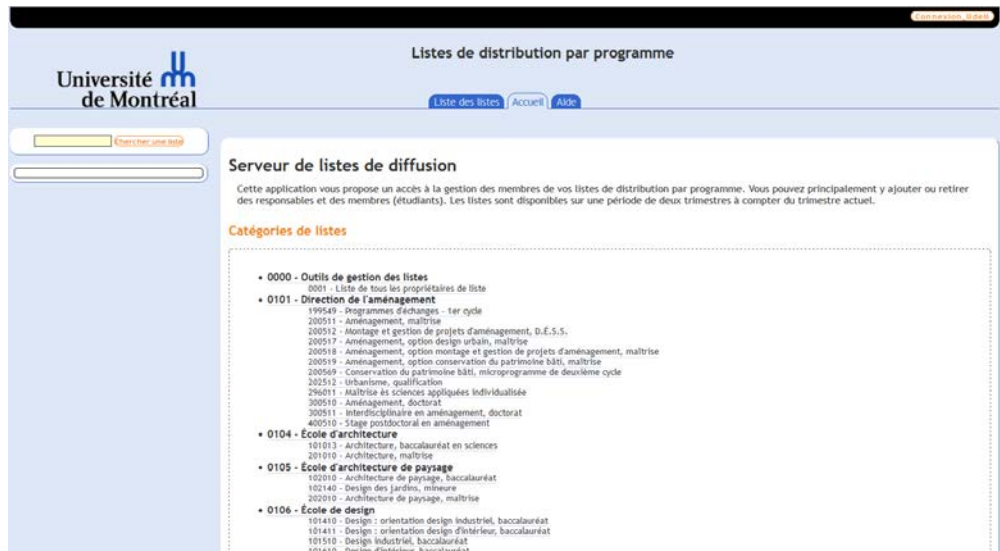 Connexion UdeM
Université
de Montréal
Listes de distribution par programme
Liste des listes
Accueil
Aide
Chercher une liste
Serveur de listes de diffusion
Cette application vous propose un accès à la gestion des membres de vos listes de distribution par programme. Vous pouvez principalement y ajouter ou retirer
des responsables et des membres (étudiants). Les listes sont disponibles sur une période de deux trimestres à compter du trimestre actuel.
Catégories de listes
• 0000 - Outils de gestion des listes
0001 - Liste de tous les propriétaires de liste
• 0101 - Direction de l'aménagement
199549 - Programmes d'échanges - 1er cycle
200511 - Aménagement, maîtrise
200512 - Montage et gestion de projets d'aménagement, D.É.S.S.
200517 - Aménagement, option design urbain, maîtrise
200518 - Aménagement, option montage et gestion de projets d'aménagement, maîtrise
200519 - Aménagement, option conservation du patrimoine bâti, maîtrise
200569 - Conservation du patrimoine bâti, microprogramme de deuxième cycle
202512 - Urbanisme, qualification
296011 - Maîtrise ès sciences appliquées individualisée
300510 - Aménagement, doctorat
300511 - Interdisciplinaire en aménagement, doctorat
400510 - Stage postdoctoral en aménagement
• 0104 - École d'architecture
101013 - Architecture, baccalauréat en sciences
201010 - Architecture, maîtrise
• 0105 - École d'architecture de paysage
102010 - Architecture de paysage, baccalauréat
102140 - Design des jardins, mineure
202010 - Architecture de paysage, maîtrise
• 0106 - École de design
101410 - Design : orientation design industriel, baccalauréat
101411 - Design : orientation design d'intérieur, baccalauréat
101510 - Design industriel, baccalauréat
101610 - Design d'intérieur, baccalauréat